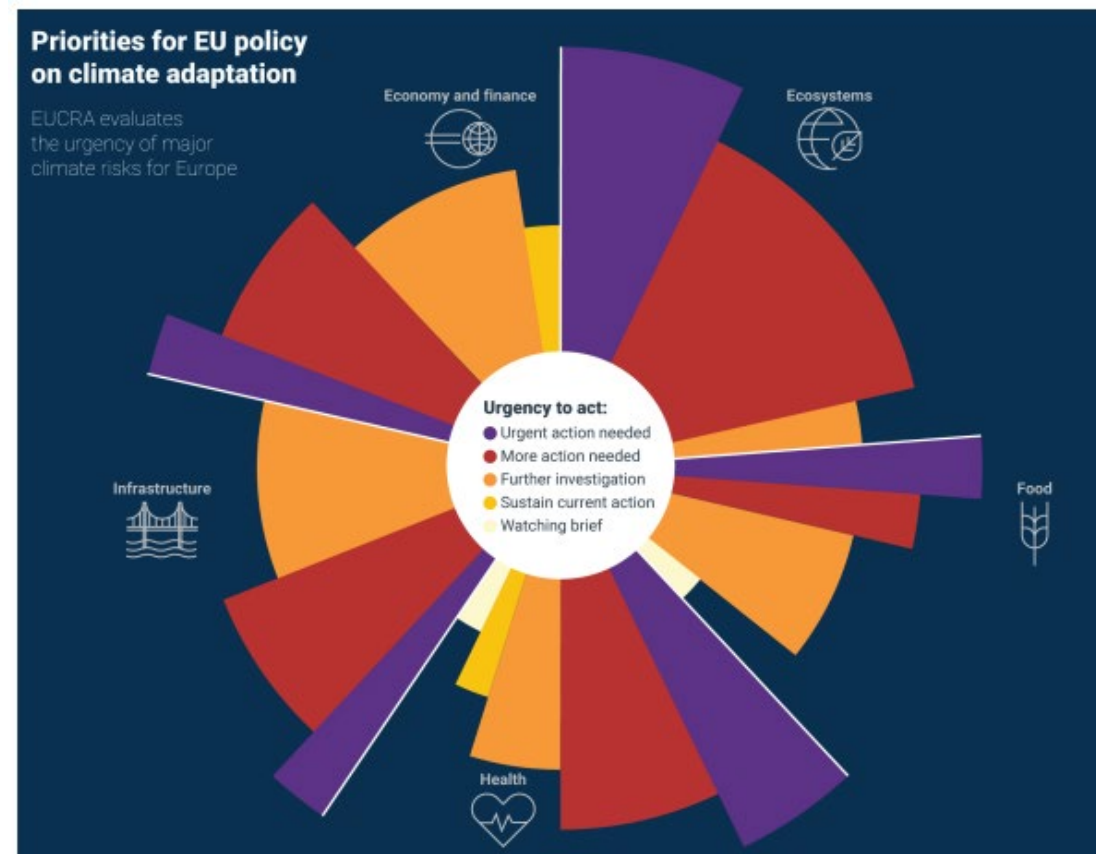 Priorities for EU policy
on climate adaptation
EUCRA evaluates
the urgency of major
climate risks for Europe
Economy and finance
Ecosystems
Urgency to act:
Urgent action needed
More action needed
Further investigation
Sustain current action
Watching brief
Infrastructure
Food
Health